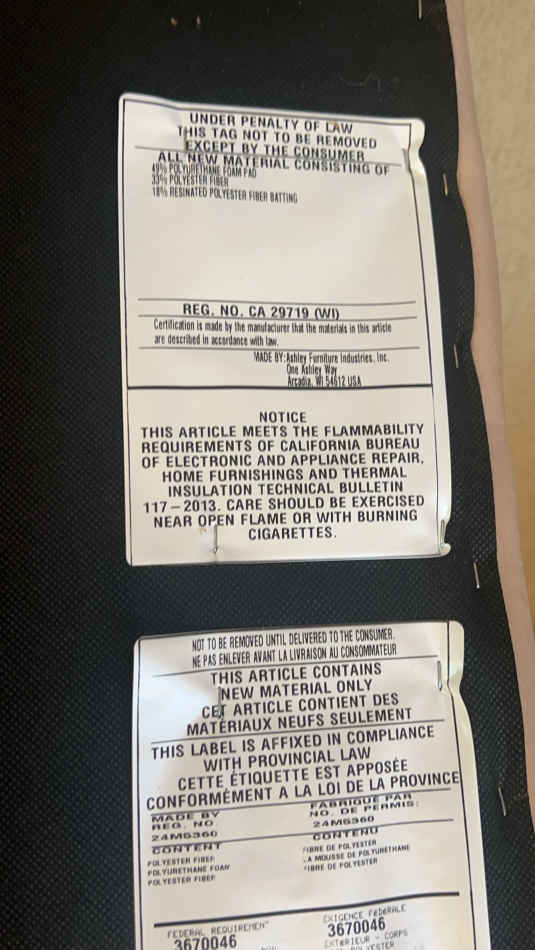 UNDER PENALTY OF LAW
THIS TAG NOT TO BE REMOVED
EXCEPT BY THE CONSUMER
ALL NEW MATERIAL CONSISTING OF
49% POLYURETHANE FOAM PAD
33% POLYESTER FIBER
18% RESINATED POLYESTER FIBER BATTING
REG. NO. CA 29719 (WI)
Certification is made by the manufacturer that the materials in this article
are described in accordance with law.
MADE BY:Ashley Furniture Industries, Inc.
One Ashley Way
Arcadia, WI 54612 USA
NOTICE
THIS ARTICLE MEETS THE FLAMMABILITY
REQUIREMENTS OF CALIFORNIA BUREAU
OF ELECTRONIC AND APPLIANCE REPAIR,
HOME FURNISHINGS AND THERMAL
INSULATION TECHNICAL BULLETIN
117-2013. CARE SHOULD BE EXERCISED
NEAR OPEN FLAME OR WITH BURNING
CIGARETTES.
NOT TO BE REMOVED UNTIL DELIVERED TO THE CONSUMER.
NE PAS ENLEVER AVANT LA LIVRAISON AU CONSOMMATEUR
THIS ARTICLE CONTAINS
NEW MATERIAL ONLY
CET ARTICLE CONTIENT DES
MATÉRIAUX NEUFS SEULEMENT
THIS LABEL IS AFFIXED IN COMPLIANCE
WITH PROVINCIAL LAW
CETTE ÉTIQUETTE EST APPOSÉE
CONFORMÉMENT A LA LOI DE LA PROVINCE
MADE BY FABRIQUE PAR
REG. NO. NO. DE PERMIS:
24M5360 24M5360
CONTENT CONTENU
POLYESTER FIBER FIBRE DE POLYESTER
POLYURETHANE FOAM LA MOUSSE DE POLYURETHANE
POLYESTER FIBER FIBRE DE POLYESTER
FEDERAL REQUIREMENT EXIGENCE FEDERALE
3670046 3670046
EXTERIEUR - CORPS
POLYESTER